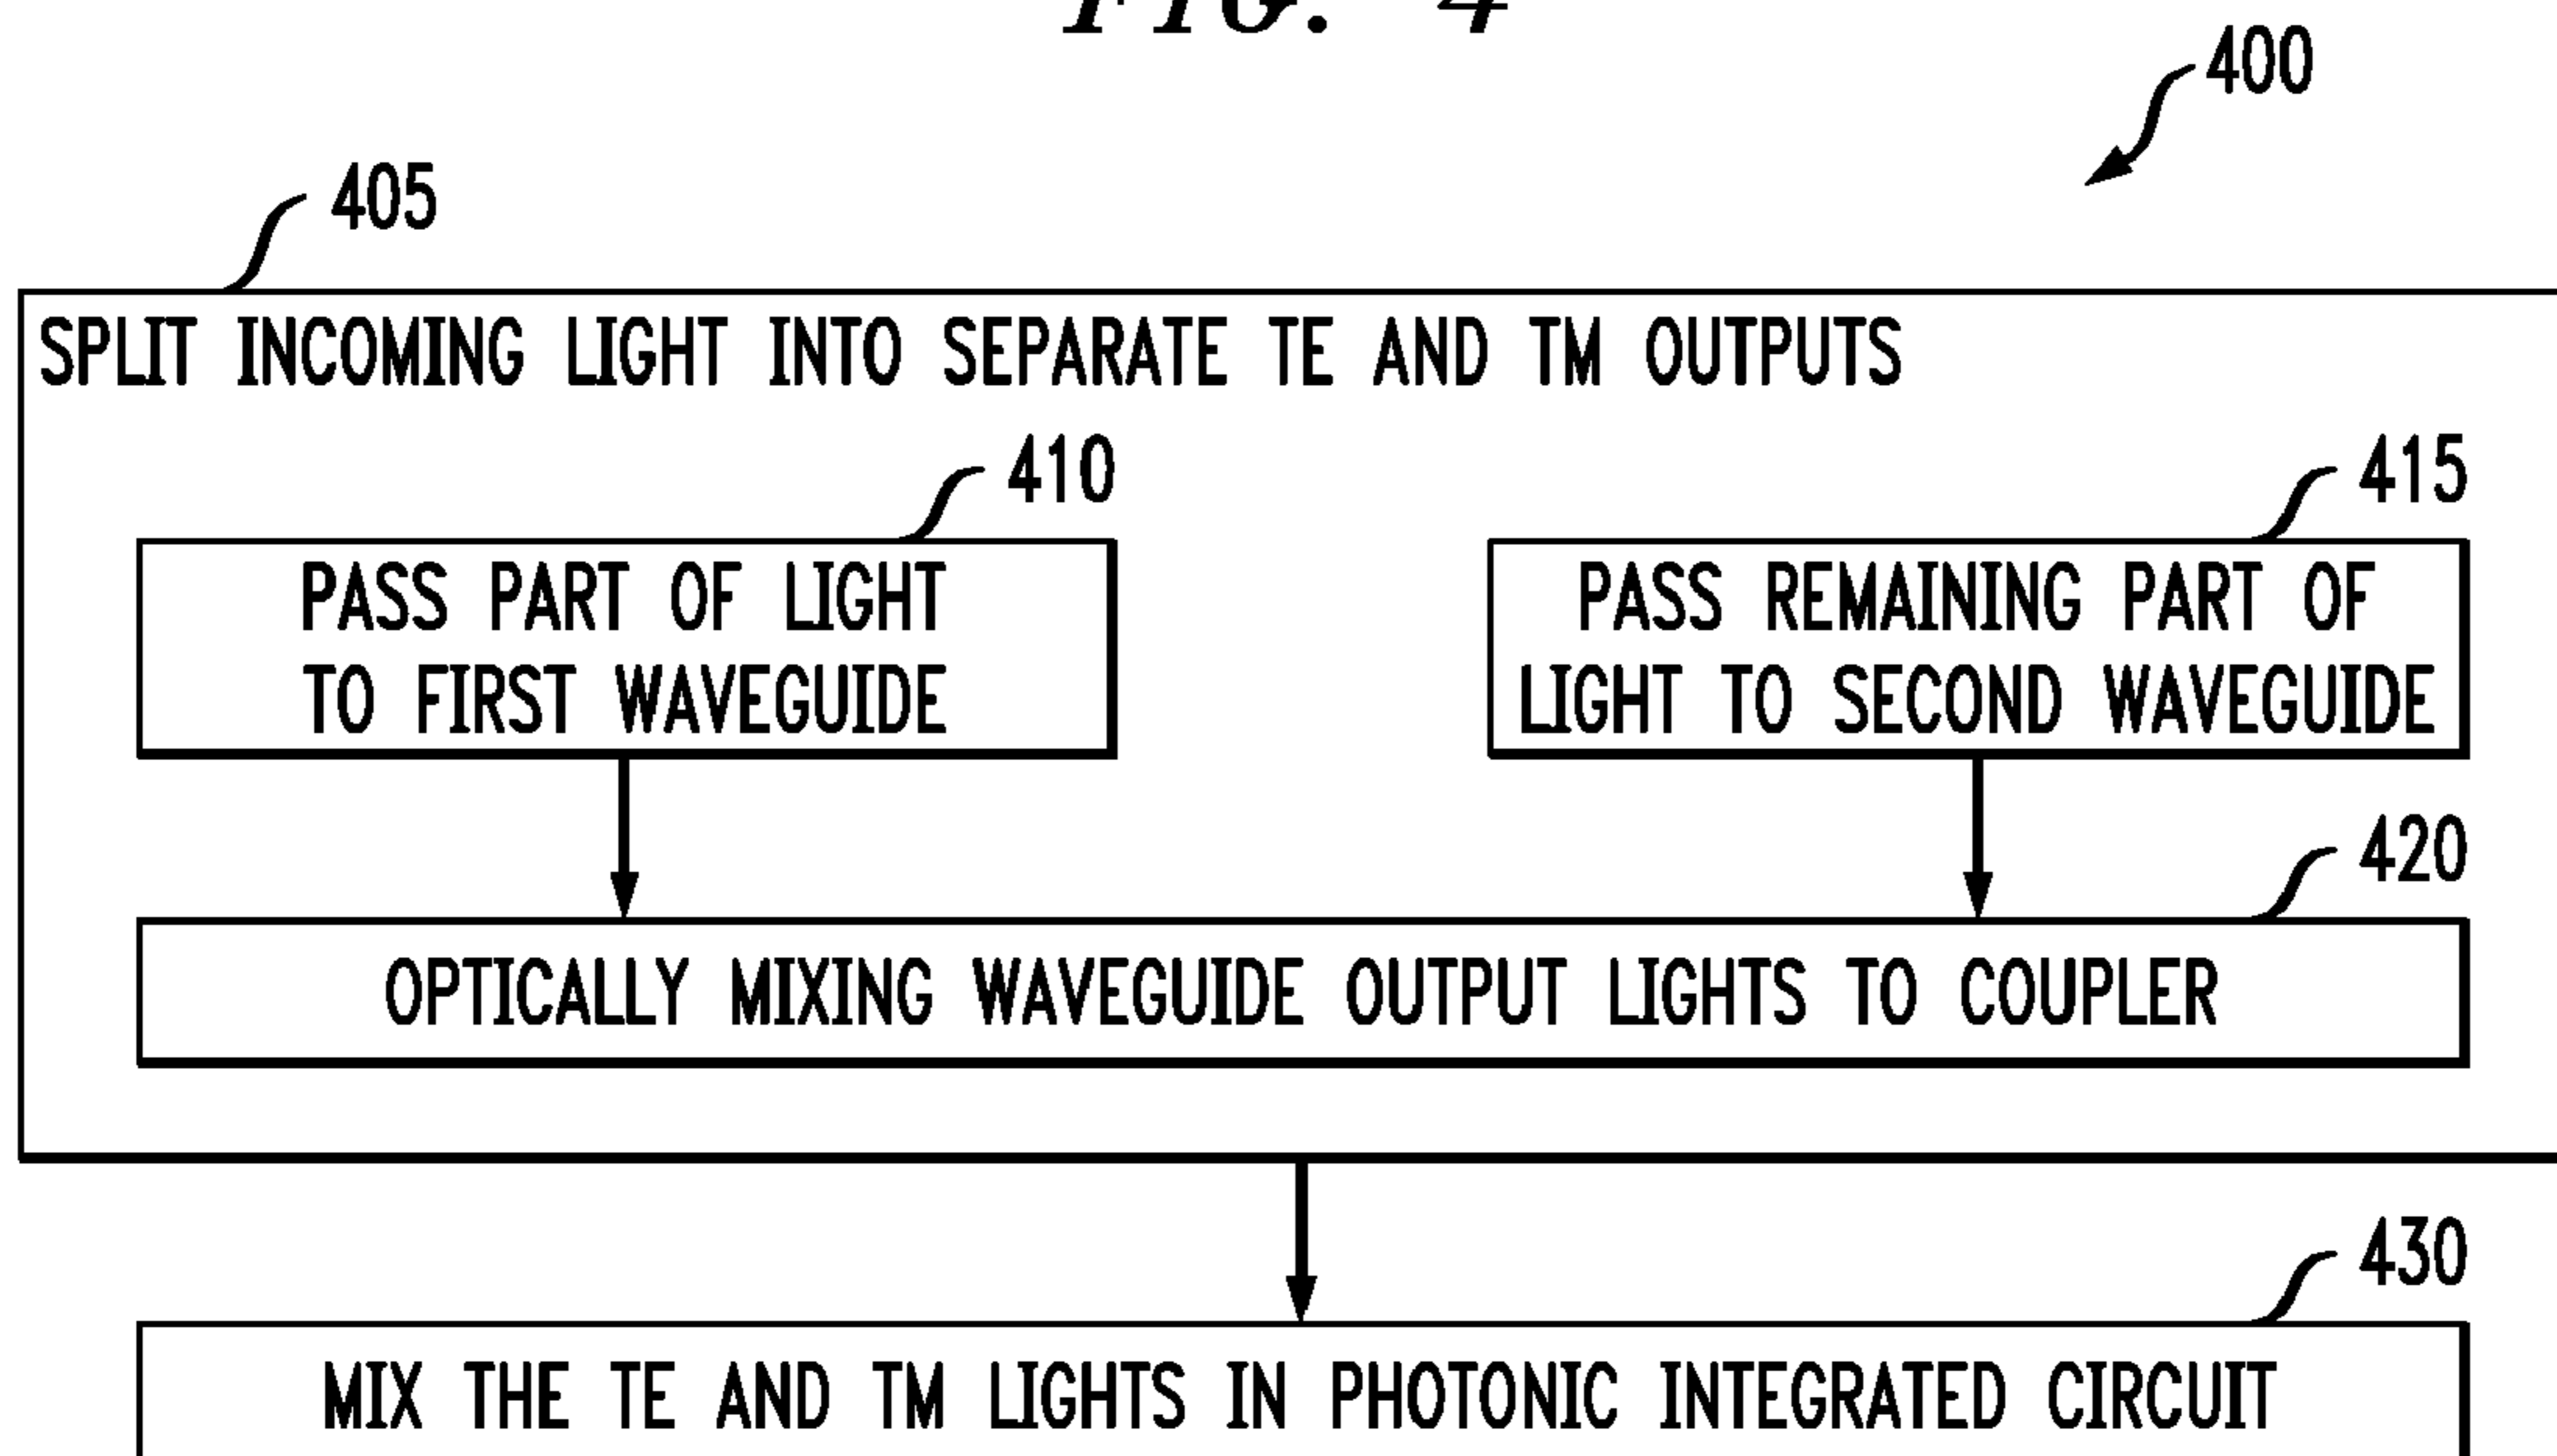 FIG. 4
400
405
SPLIT INCOMING LIGHT INTO SEPARATE TE AND TM OUTPUTS
410
415
PASS PART OF LIGHT
TO FIRST WAVEGUIDE
PASS REMAINING PART OF
LIGHT TO SECOND WAVEGUIDE
420
OPTICALLY MIXING WAVEGUIDE OUTPUT LIGHTS TO COUPLER
430
MIX THE TE AND TM LIGHTS IN PHOTONIC INTEGRATED CIRCUIT